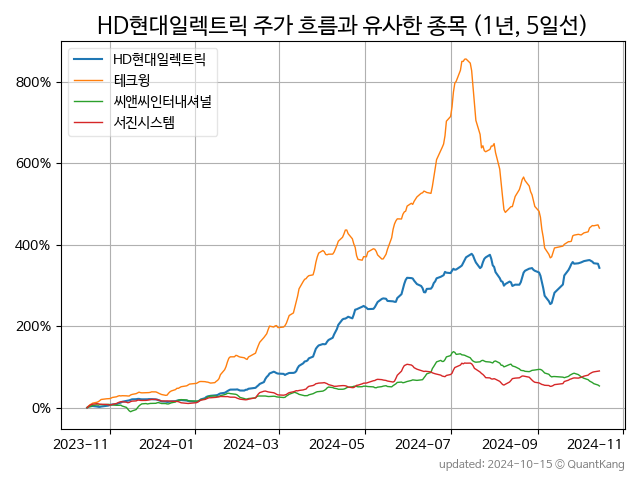 HD현대일렉트릭 주가 흐름과 유사한 종목 (1년, 5일선)
HD현대일렉트릭
테크윙
씨앤씨인터내셔널
서진시스템
800%
600%
400%
200%
0%
2023-11 2024-01 2024-03 2024-05 2024-07 2024-09 2024-11
updated: 2024-10-15 © QuantKang